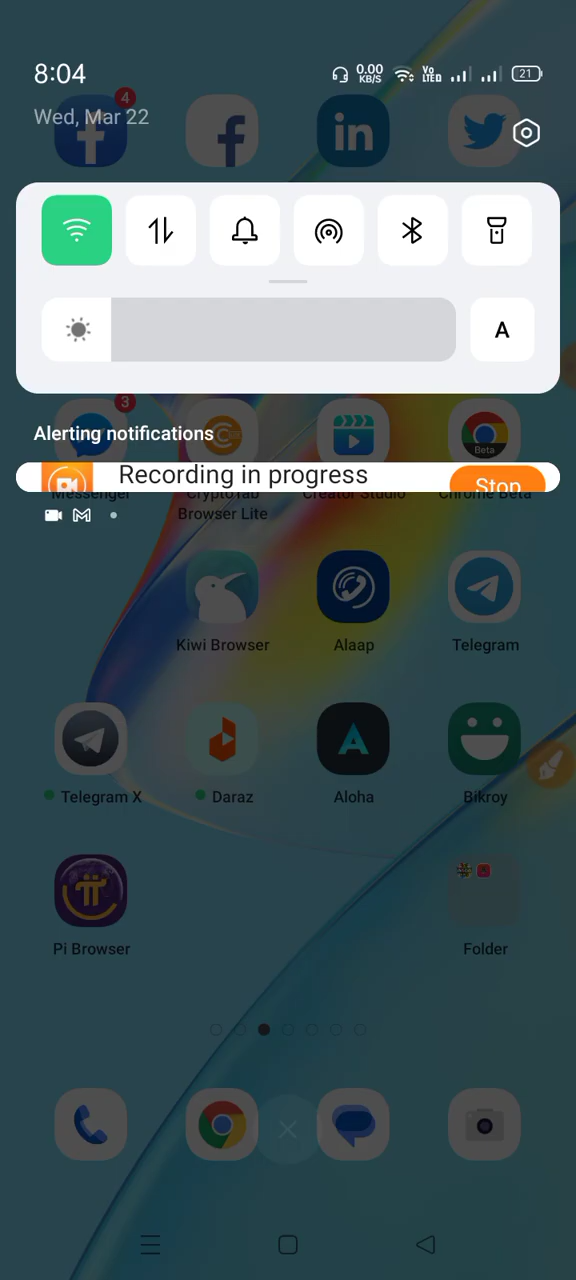 8:04
0.00
KB/S
Vo
LTED
21
4
Wed, Mar 22
A
3
Alerting notifications
Beta
Recording in progress
Stop
Messenger
CryptoTab
Browser Lite
Creator Studio
Chrome Beta
Kiwi Browser
Alaap
Telegram
Telegram X
Daraz
Aloha
Bikroy
Pi Browser
Folder